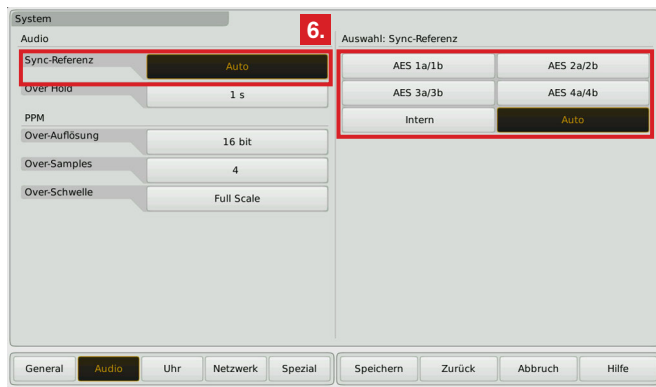 System
6.
Audio
Sync-Referenz Auto
Over Hold 1 s
PPM
Over-Auflösung 16 bit
Over-Samples 4
Over-Schwelle Full Scale
Auswahl: Sync-Referenz
AES 1a/1b AES 2a/2b
AES 3a/3b AES 4a/4b
Intern Auto
General Audio Uhr Netzwerk Spezial Speichern Zurück Abbruch Hilfe